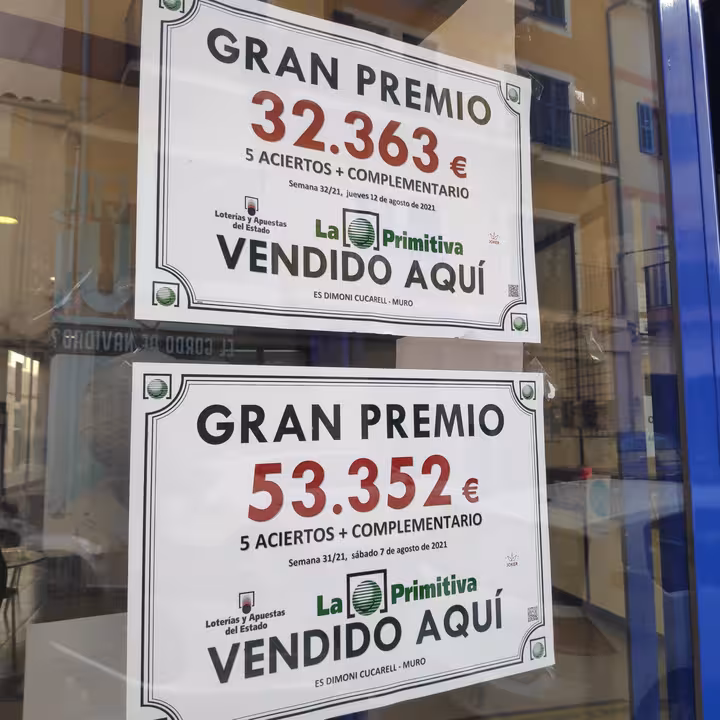 GRAN PREMIO
32.363 €
5 ACIERTOS + COMPLEMENTARIO
Semana 32/21, jueves 12 de agosto de 2021
Loterías y Apuestas
del Estado
La Primitiva
JOKER
VENDIDO AQUÍ
ES DIMONI CUCARELL - MURO
EL GORDO DE NAVIDAD?
GRAN PREMIO
53.352 €
5 ACIERTOS + COMPLEMENTARIO
Semana 31/21, sábado 7 de agosto de 2021
Loterías y Apuestas
del Estado
La Primitiva
JOKER
VENDIDO AQUÍ
ES DIMONI CUCARELL - MURO